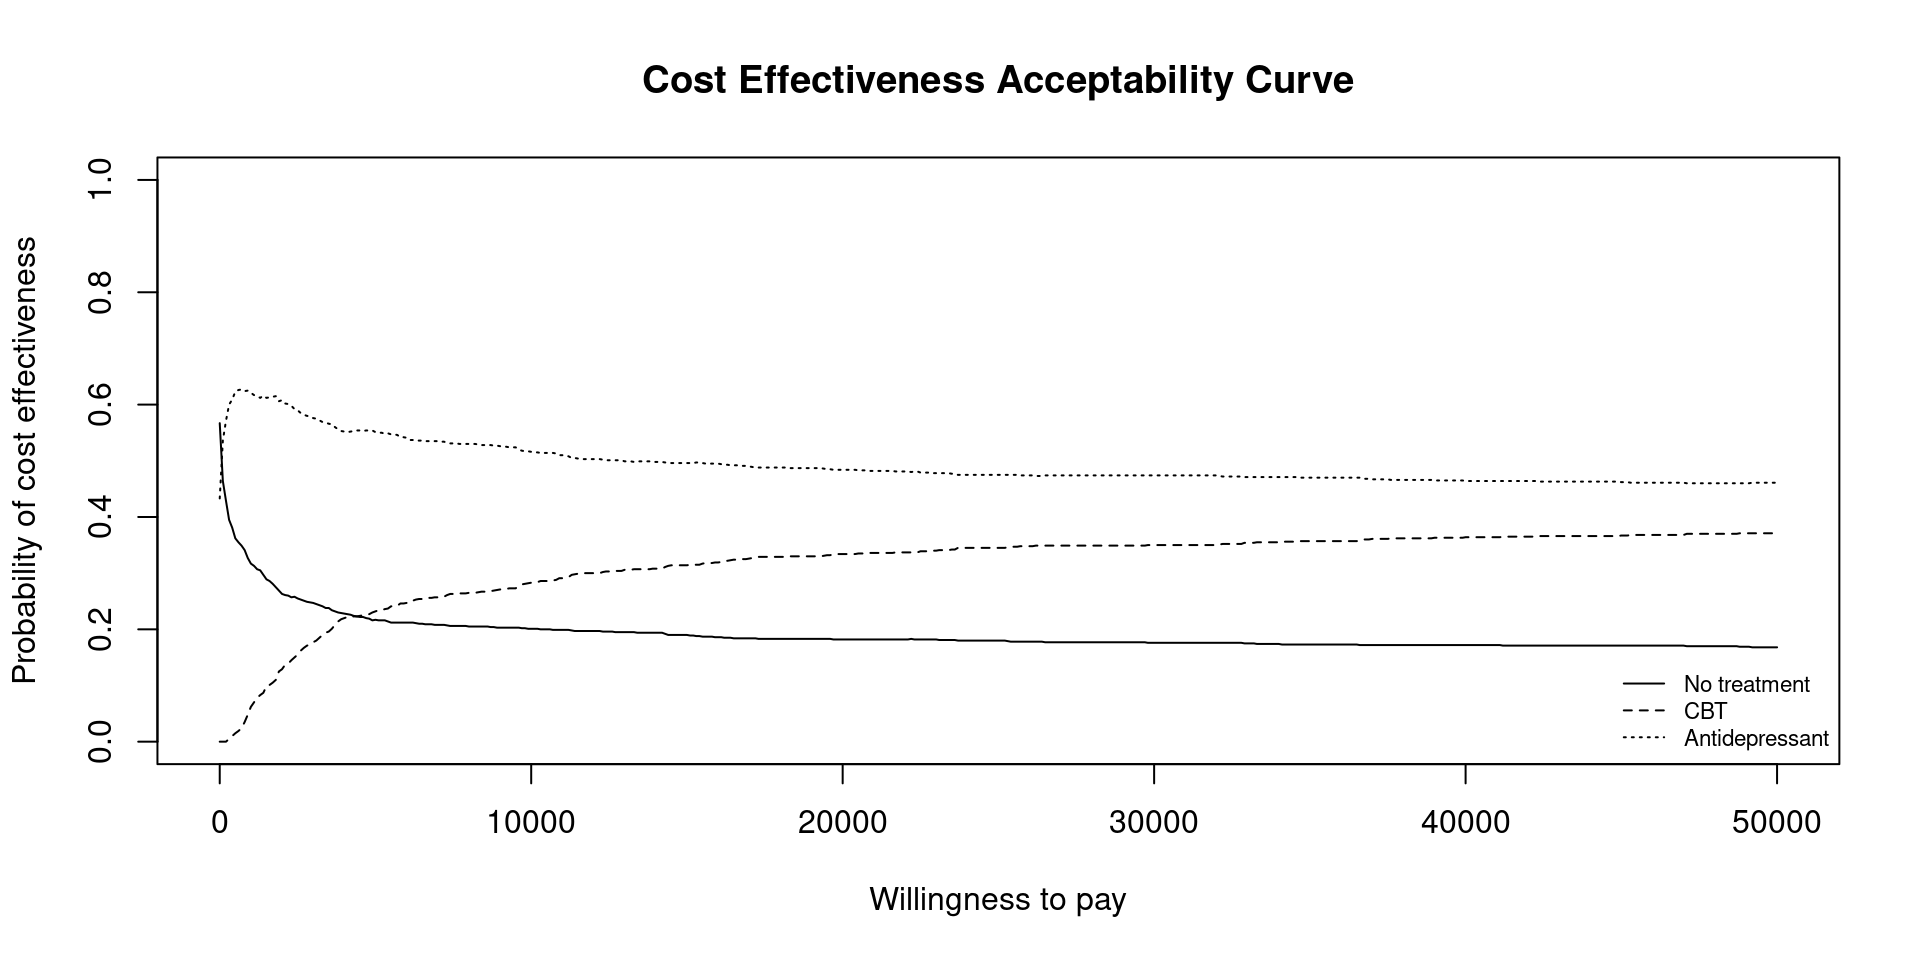 Cost Effectiveness Acceptability Curve
Probability of cost effectiveness
1.0
0.8
0.6
0.4
0.2
0.0
No treatment
CBT
Antidepressant
0 10000 20000 30000 40000 50000
Willingness to pay